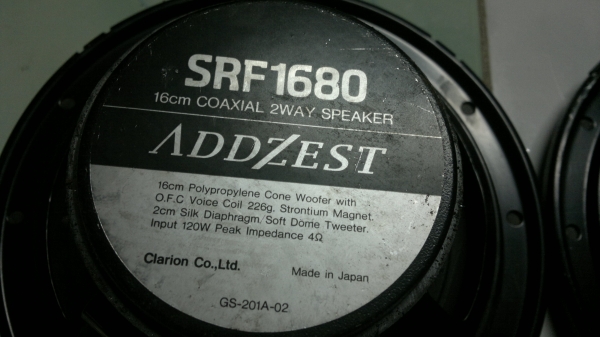 SRF1680
16cm COAXIAL 2WAY SPEAKER
ADDZEST
16cm Polypropylene Cone Woofer with
O.F.C Voice Coil 226g, Strontium Magnet,
2cm Silk Diaphragm/Soft Dome Tweeter,
Input 120W Peak Impedance 4Ω
Clarion Co.,Ltd.
Made in Japan
GS-201A-02